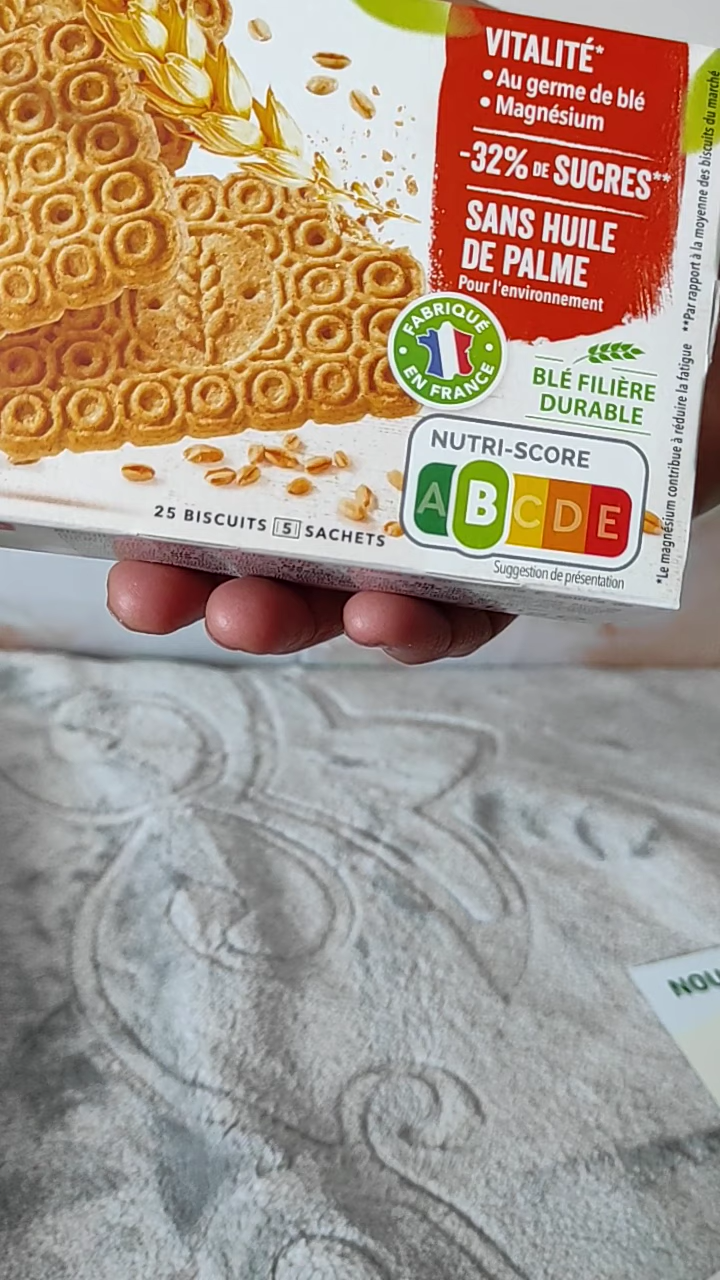 VITALITÉ*
• Au germe de blé
• Magnésium
-32% DE SUCRES**
SANS HUILE
DE PALME
Pour l'environnement
FABRIQUÉ
EN FRANCE
BLÉ FILIÈRE
DURABLE
NUTRI-SCORE
A B C D E
25 BISCUITS 5 SACHETS
Suggestion de présentation
*Le magnésium contribue à réduire la fatigue **Par rapport à la moyenne des biscuits du marché